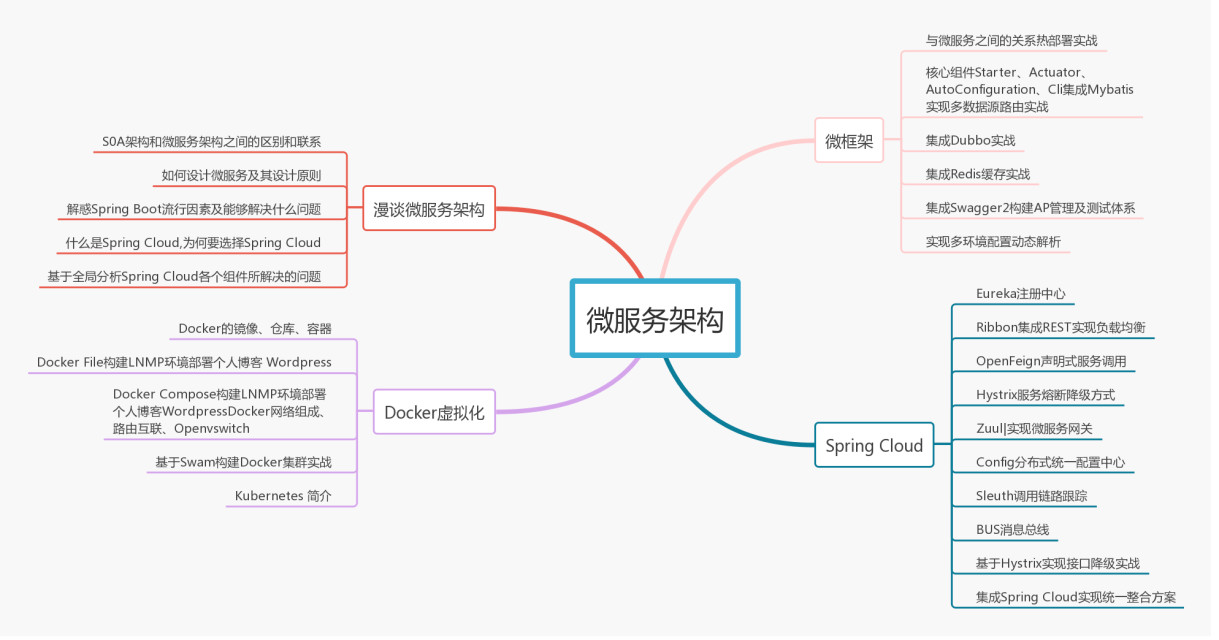 微服务架构
漫谈微服务架构
S0A架构和微服务架构之间的区别和联系
如何设计微服务及其设计原则
解感Spring Boot流行因素及能够解决什么问题
什么是Spring Cloud,为何要选择Spring Cloud
基于全局分析Spring Cloud各个组件所解决的问题
Docker虚拟化
Docker的镜像、仓库、容器
Docker File构建LNMP环境部署个人博客 Wordpress
Docker Compose构建LNMP环境部署
个人博客WordpressDocker网络组成、
路由互联、Openvswitch
基于Swam构建Docker集群实战
Kubernetes 简介
微框架
与微服务之间的关系热部署实战
核心组件Starter、Actuator、
AutoConfiguration、Cli集成Mybatis
实现多数据源路由实战
集成Dubbo实战
集成Redis缓存实战
集成Swagger2构建AP管理及测试体系
实现多环境配置动态解析
Spring Cloud
Eureka注册中心
Ribbon集成REST实现负载均衡
OpenFeign声明式服务调用
Hystrix服务熔断降级方式
Zuul|实现微服务网关
Config分布式统一配置中心
Sleuth调用链路跟踪
BUS消息总线
基于Hystrix实现接口降级实战
集成Spring Cloud实现统一整合方案